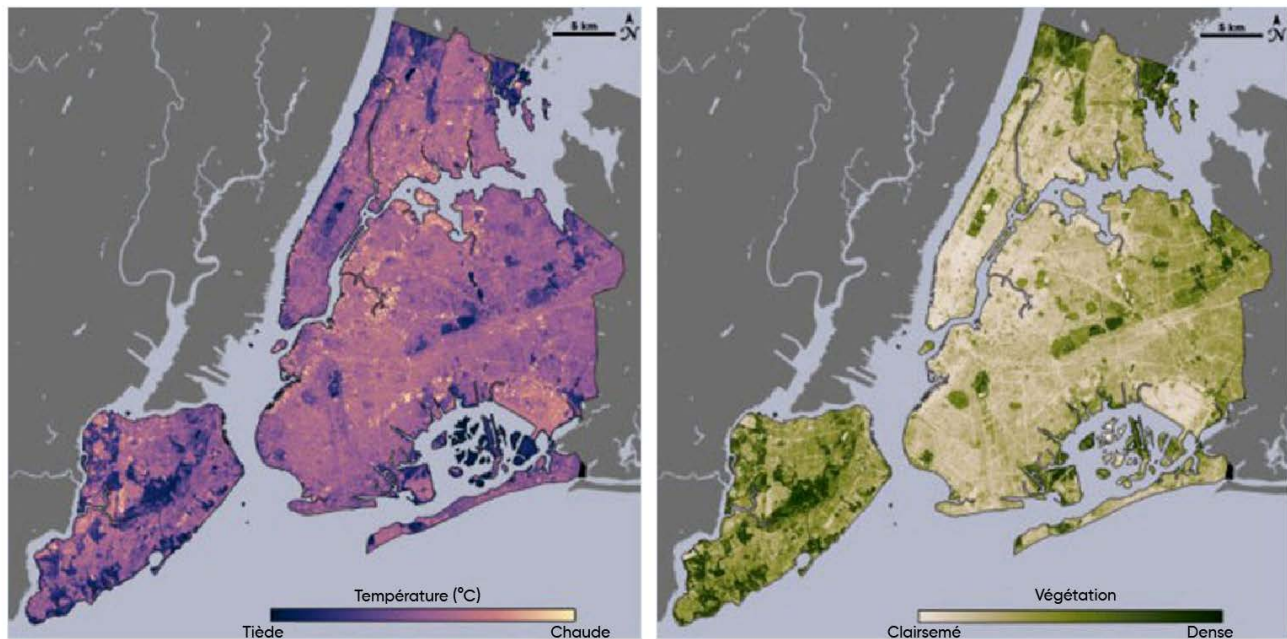 5 km
N
Température (°C)
Tiède
Chaude
5 km
N
Végétation
Clairsemé
Dense